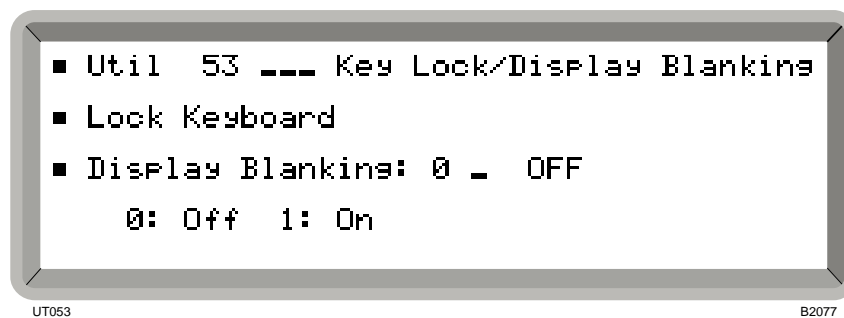 ▪ Util 53 ___ Key Lock/Display Blanking
▪ Lock Keyboard
▪ Display Blanking: 0 _ OFF
0: Off 1: On
UT053 B2077